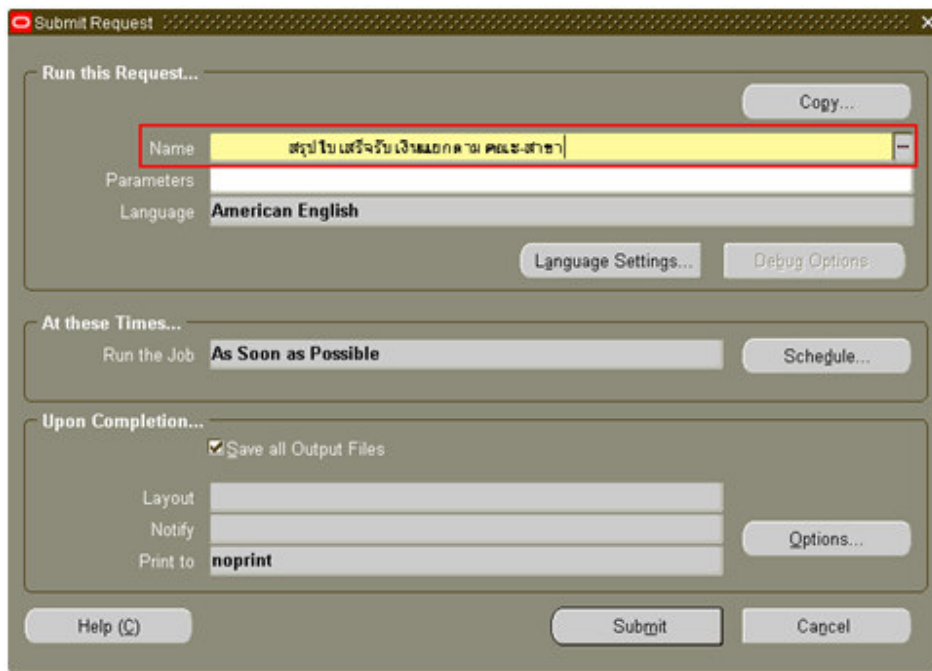 Submit Request
Run this Request...
Copy...
Name สรุปใบเสร็จรับเงินแยกตาม คณะ-สาขา
Parameters
Language American English
Language Settings... Debug Options
At these Times...
Run the Job As Soon as Possible Schedule...
Upon Completion...
Save all Output Files
Layout
Notify
Options...
Print to noprint
Help (C) Submit Cancel